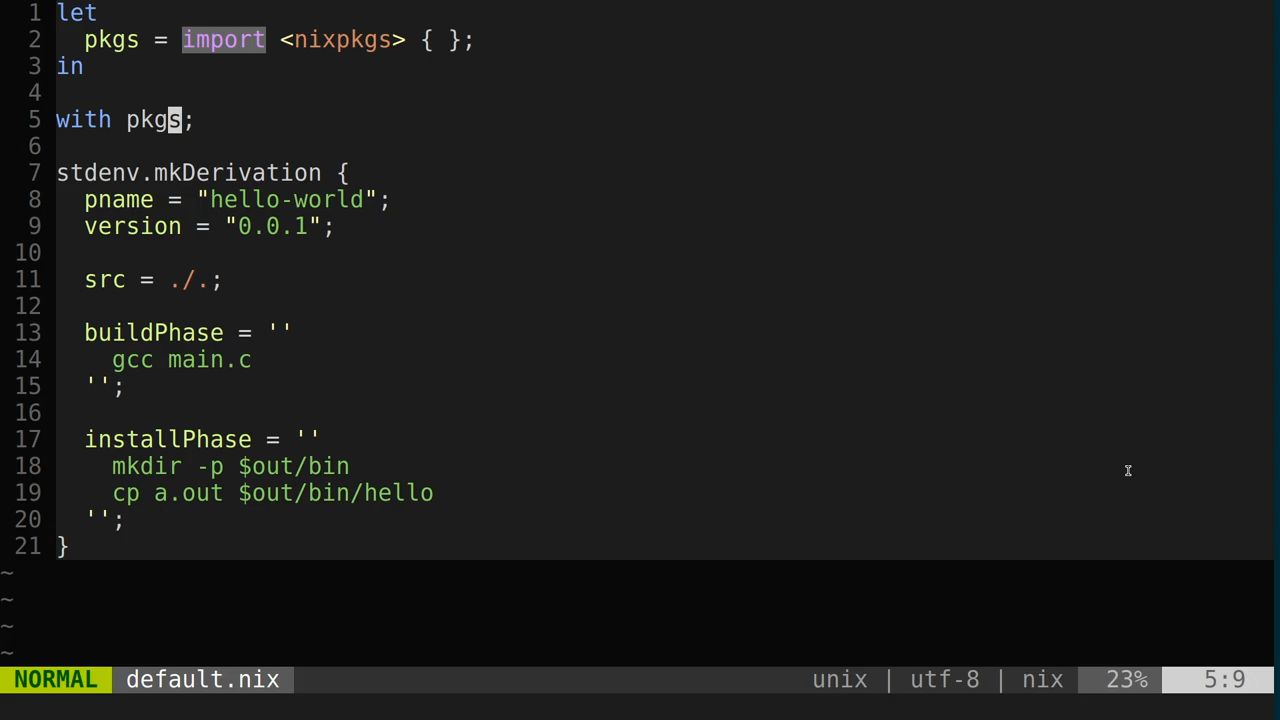 1 let
2   pkgs = import <nixpkgs> { };
3 in
4
5 with pkgs;
6
7 stdenv.mkDerivation {
8   pname = "hello-world";
9   version = "0.0.1";
10
11   src = ./.;
12
13   buildPhase = ''
14     gcc main.c
15   '';
16
17   installPhase = ''
18     mkdir -p $out/bin
19     cp a.out $out/bin/hello
20   '';
21 }
~
~
~
~
NORMAL default.nix unix | utf-8 | nix 23% 5:9